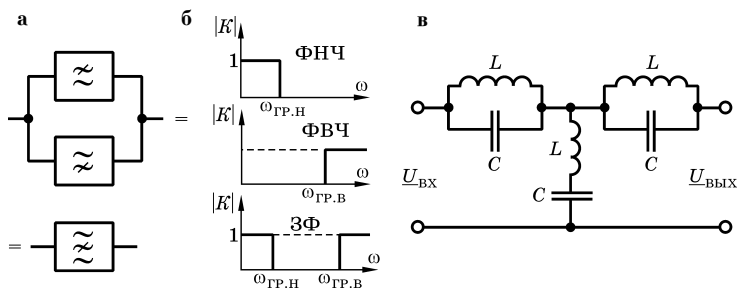 а
б
в
|K|
1
ФНЧ
ω
ωГР.Н
|K|
ФВЧ
ω
ωГР.В
|K|
1
ЗФ
ω
ωГР.Н
ωГР.В
=
=
L
L
C
C
L
C
UВХ
UВЫХ